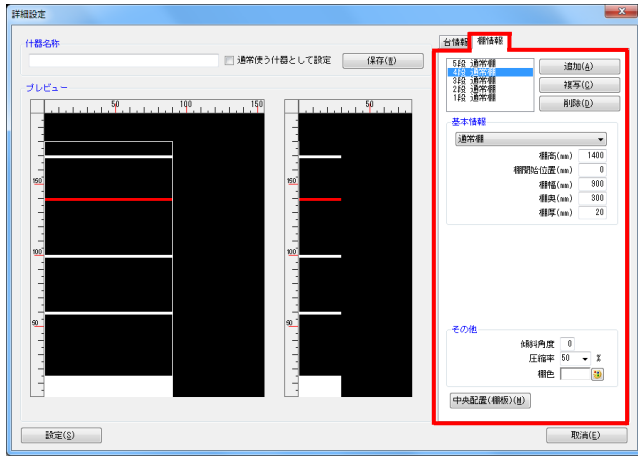 詳細設定
什器名称
通常使う什器として設定
保存(W)
プレビュー
50 100 150
50
150
100
50
150
100
50
台情報 棚情報
5段 通常棚
4段 通常棚
3段 通常棚
2段 通常棚
1段 通常棚
追加(A)
複写(C)
削除(D)
基本情報
通常棚
棚高(mm) 1400
棚開始位置(mm) 0
棚幅(mm) 900
棚奥(mm) 300
棚厚(mm) 20
その他
傾斜角度 0
圧縮率 50 %
棚色
中央配置(棚板)(M)
設定(S)
取消(E)